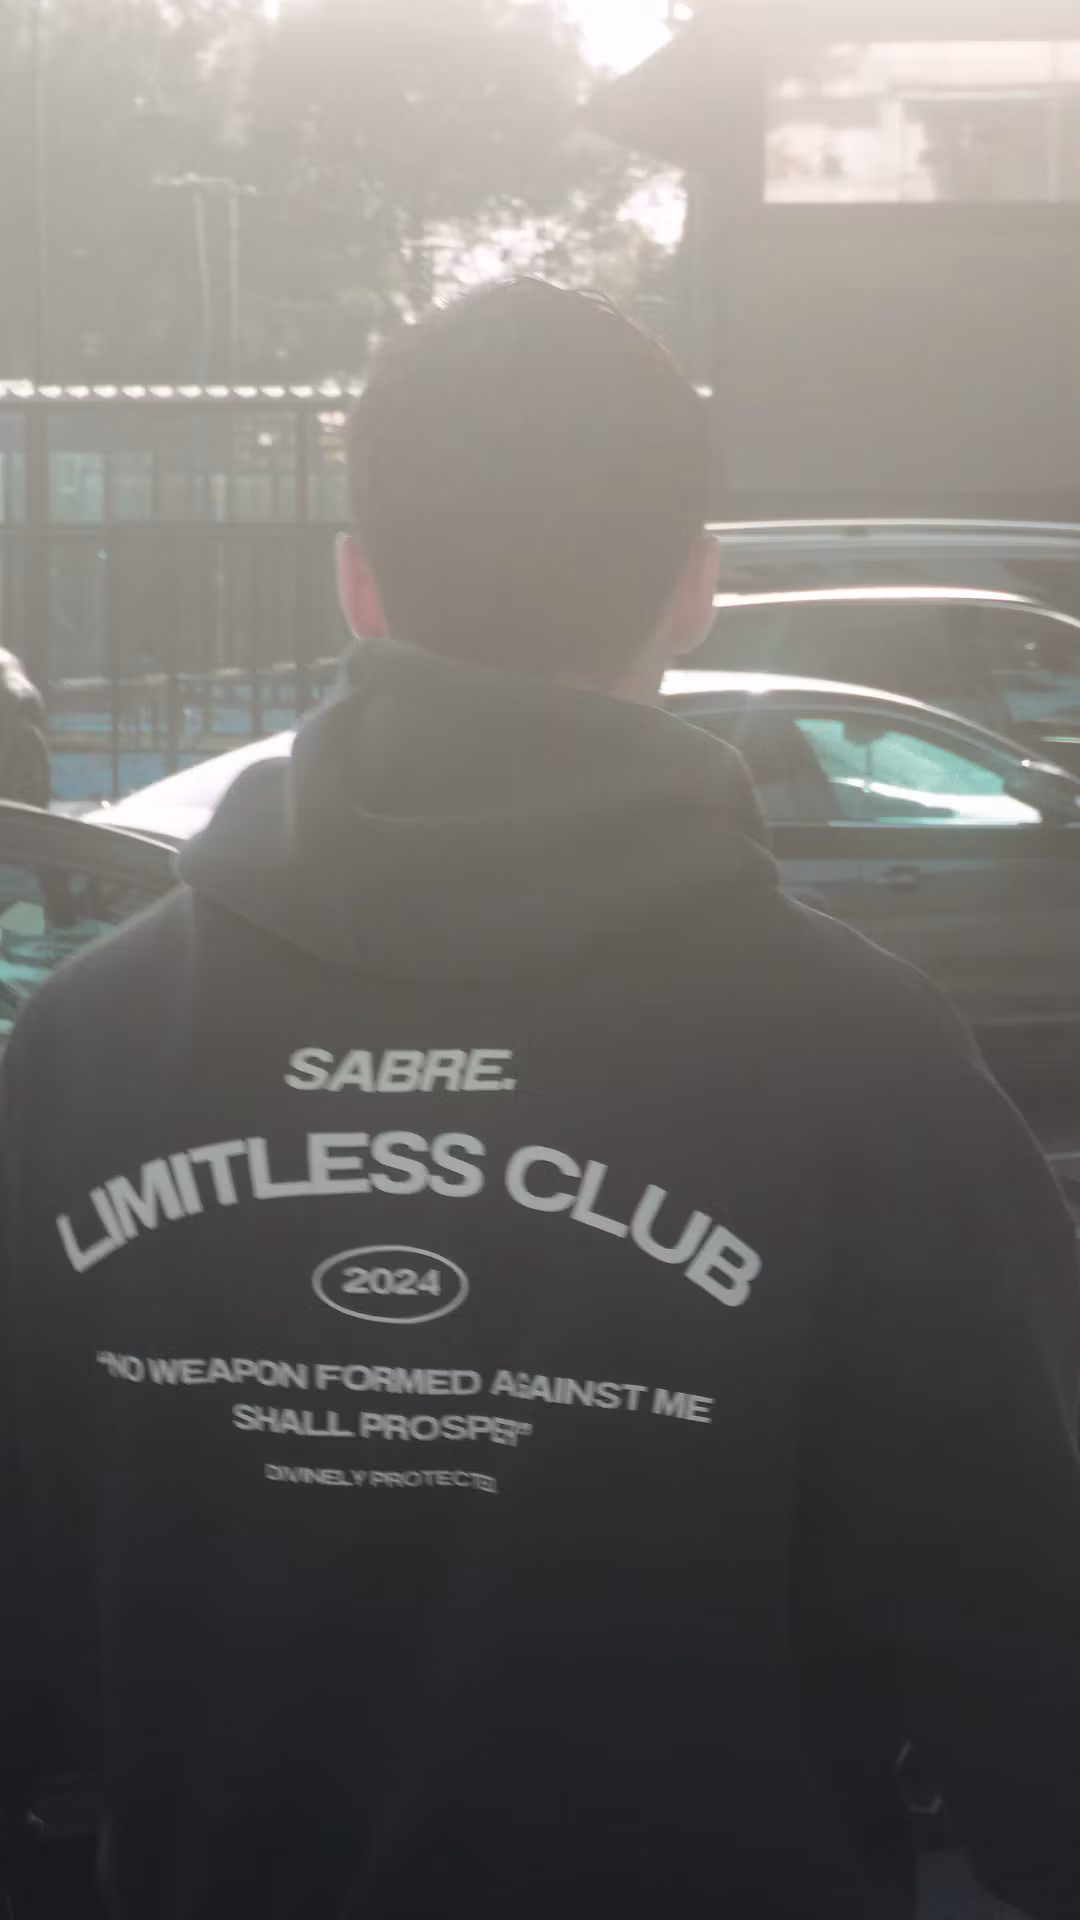 SABRE.
LIMITLESS CLUB
2024
“NO WEAPON FORMED AGAINST ME
SHALL PROSPER”
DIVINELY PROTECTED